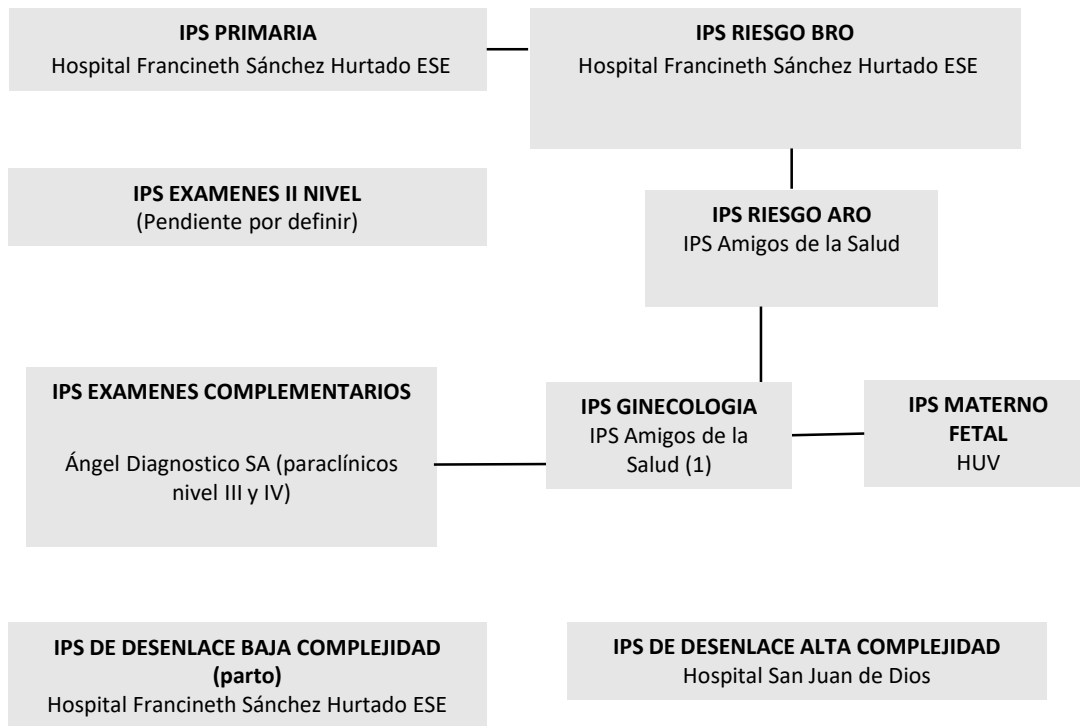 IPS PRIMARIA
Hospital Francineth Sánchez Hurtado ESE
IPS RIESGO BRO
Hospital Francineth Sánchez Hurtado ESE
IPS EXAMENES II NIVEL
(Pendiente por definir)
IPS RIESGO ARO
IPS Amigos de la Salud
IPS EXAMENES COMPLEMENTARIOS
Ángel Diagnostico SA (paraclínicos
nivel III y IV)
IPS GINECOLOGIA
IPS Amigos de la
Salud (1)
IPS MATERNO
FETAL
HUV
IPS DE DESENLACE BAJA COMPLEJIDAD
(parto)
Hospital Francineth Sánchez Hurtado ESE
IPS DE DESENLACE ALTA COMPLEJIDAD
Hospital San Juan de Dios